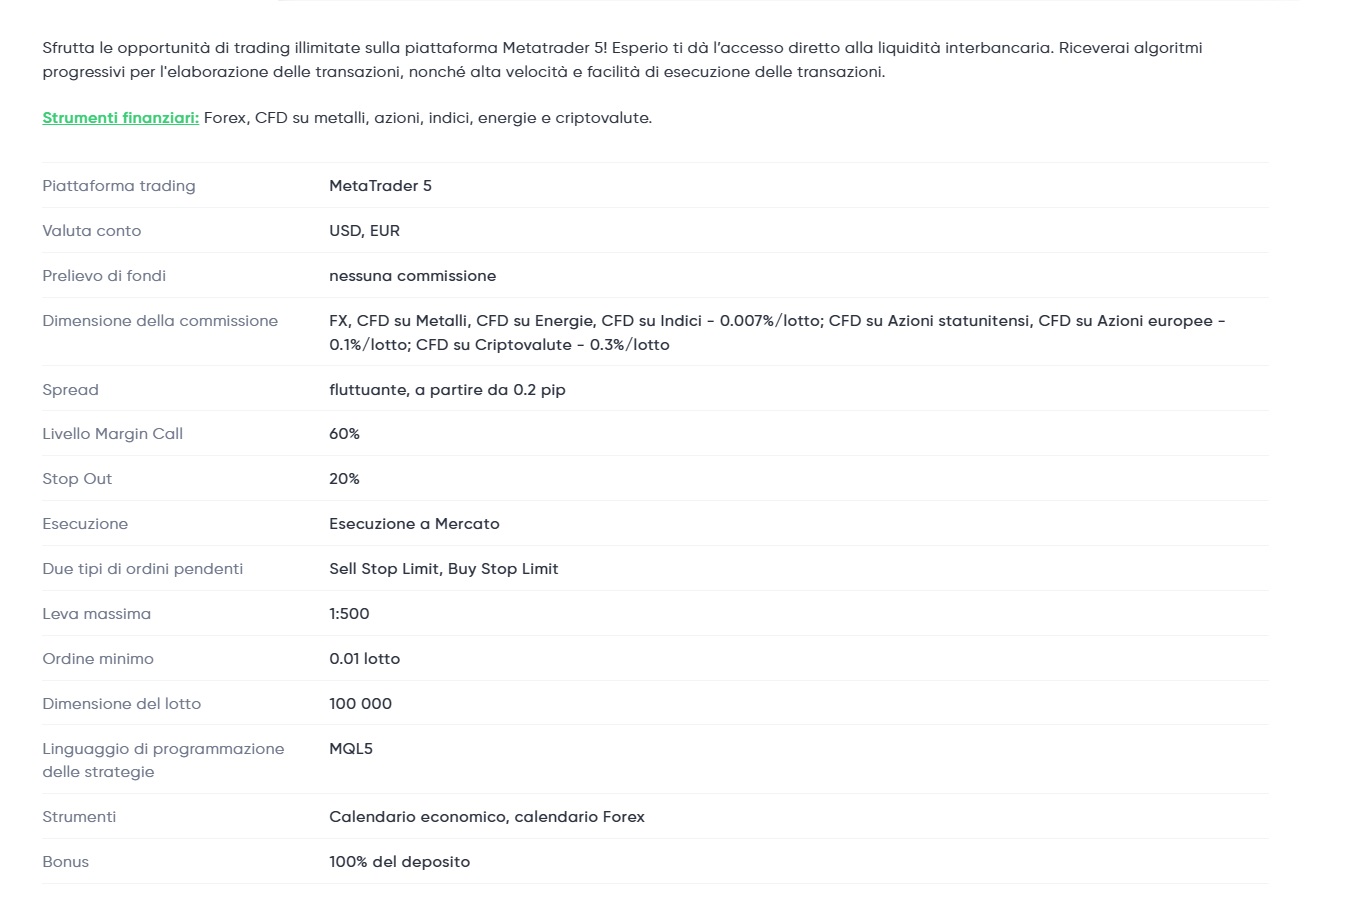 Sfrutta le opportunità di trading illimitate sulla piattaforma Metatrader 5! Esperio ti dà l’accesso diretto alla liquidità interbancaria. Riceverai algoritmi
progressivi per l'elaborazione delle transazioni, nonché alta velocità e facilità di esecuzione delle transazioni.
Strumenti finanziari: Forex, CFD su metalli, azioni, indici, energie e criptovalute.
Piattaforma trading MetaTrader 5
Valuta conto USD, EUR
Prelievo di fondi nessuna commissione
Dimensione della commissione FX, CFD su Metalli, CFD su Energie, CFD su Indici - 0.007%/lotto; CFD su Azioni statunitensi, CFD su Azioni europee -
0.1%/lotto; CFD su Criptovalute - 0.3%/lotto
Spread fluttuante, a partire da 0.2 pip
Livello Margin Call 60%
Stop Out 20%
Esecuzione Esecuzione a Mercato
Due tipi di ordini pendenti Sell Stop Limit, Buy Stop Limit
Leva massima 1:500
Ordine minimo 0.01 lotto
Dimensione del lotto 100 000
Linguaggio di programmazione MQL5
delle strategie
Strumenti Calendario economico, calendario Forex
Bonus 100% del deposito